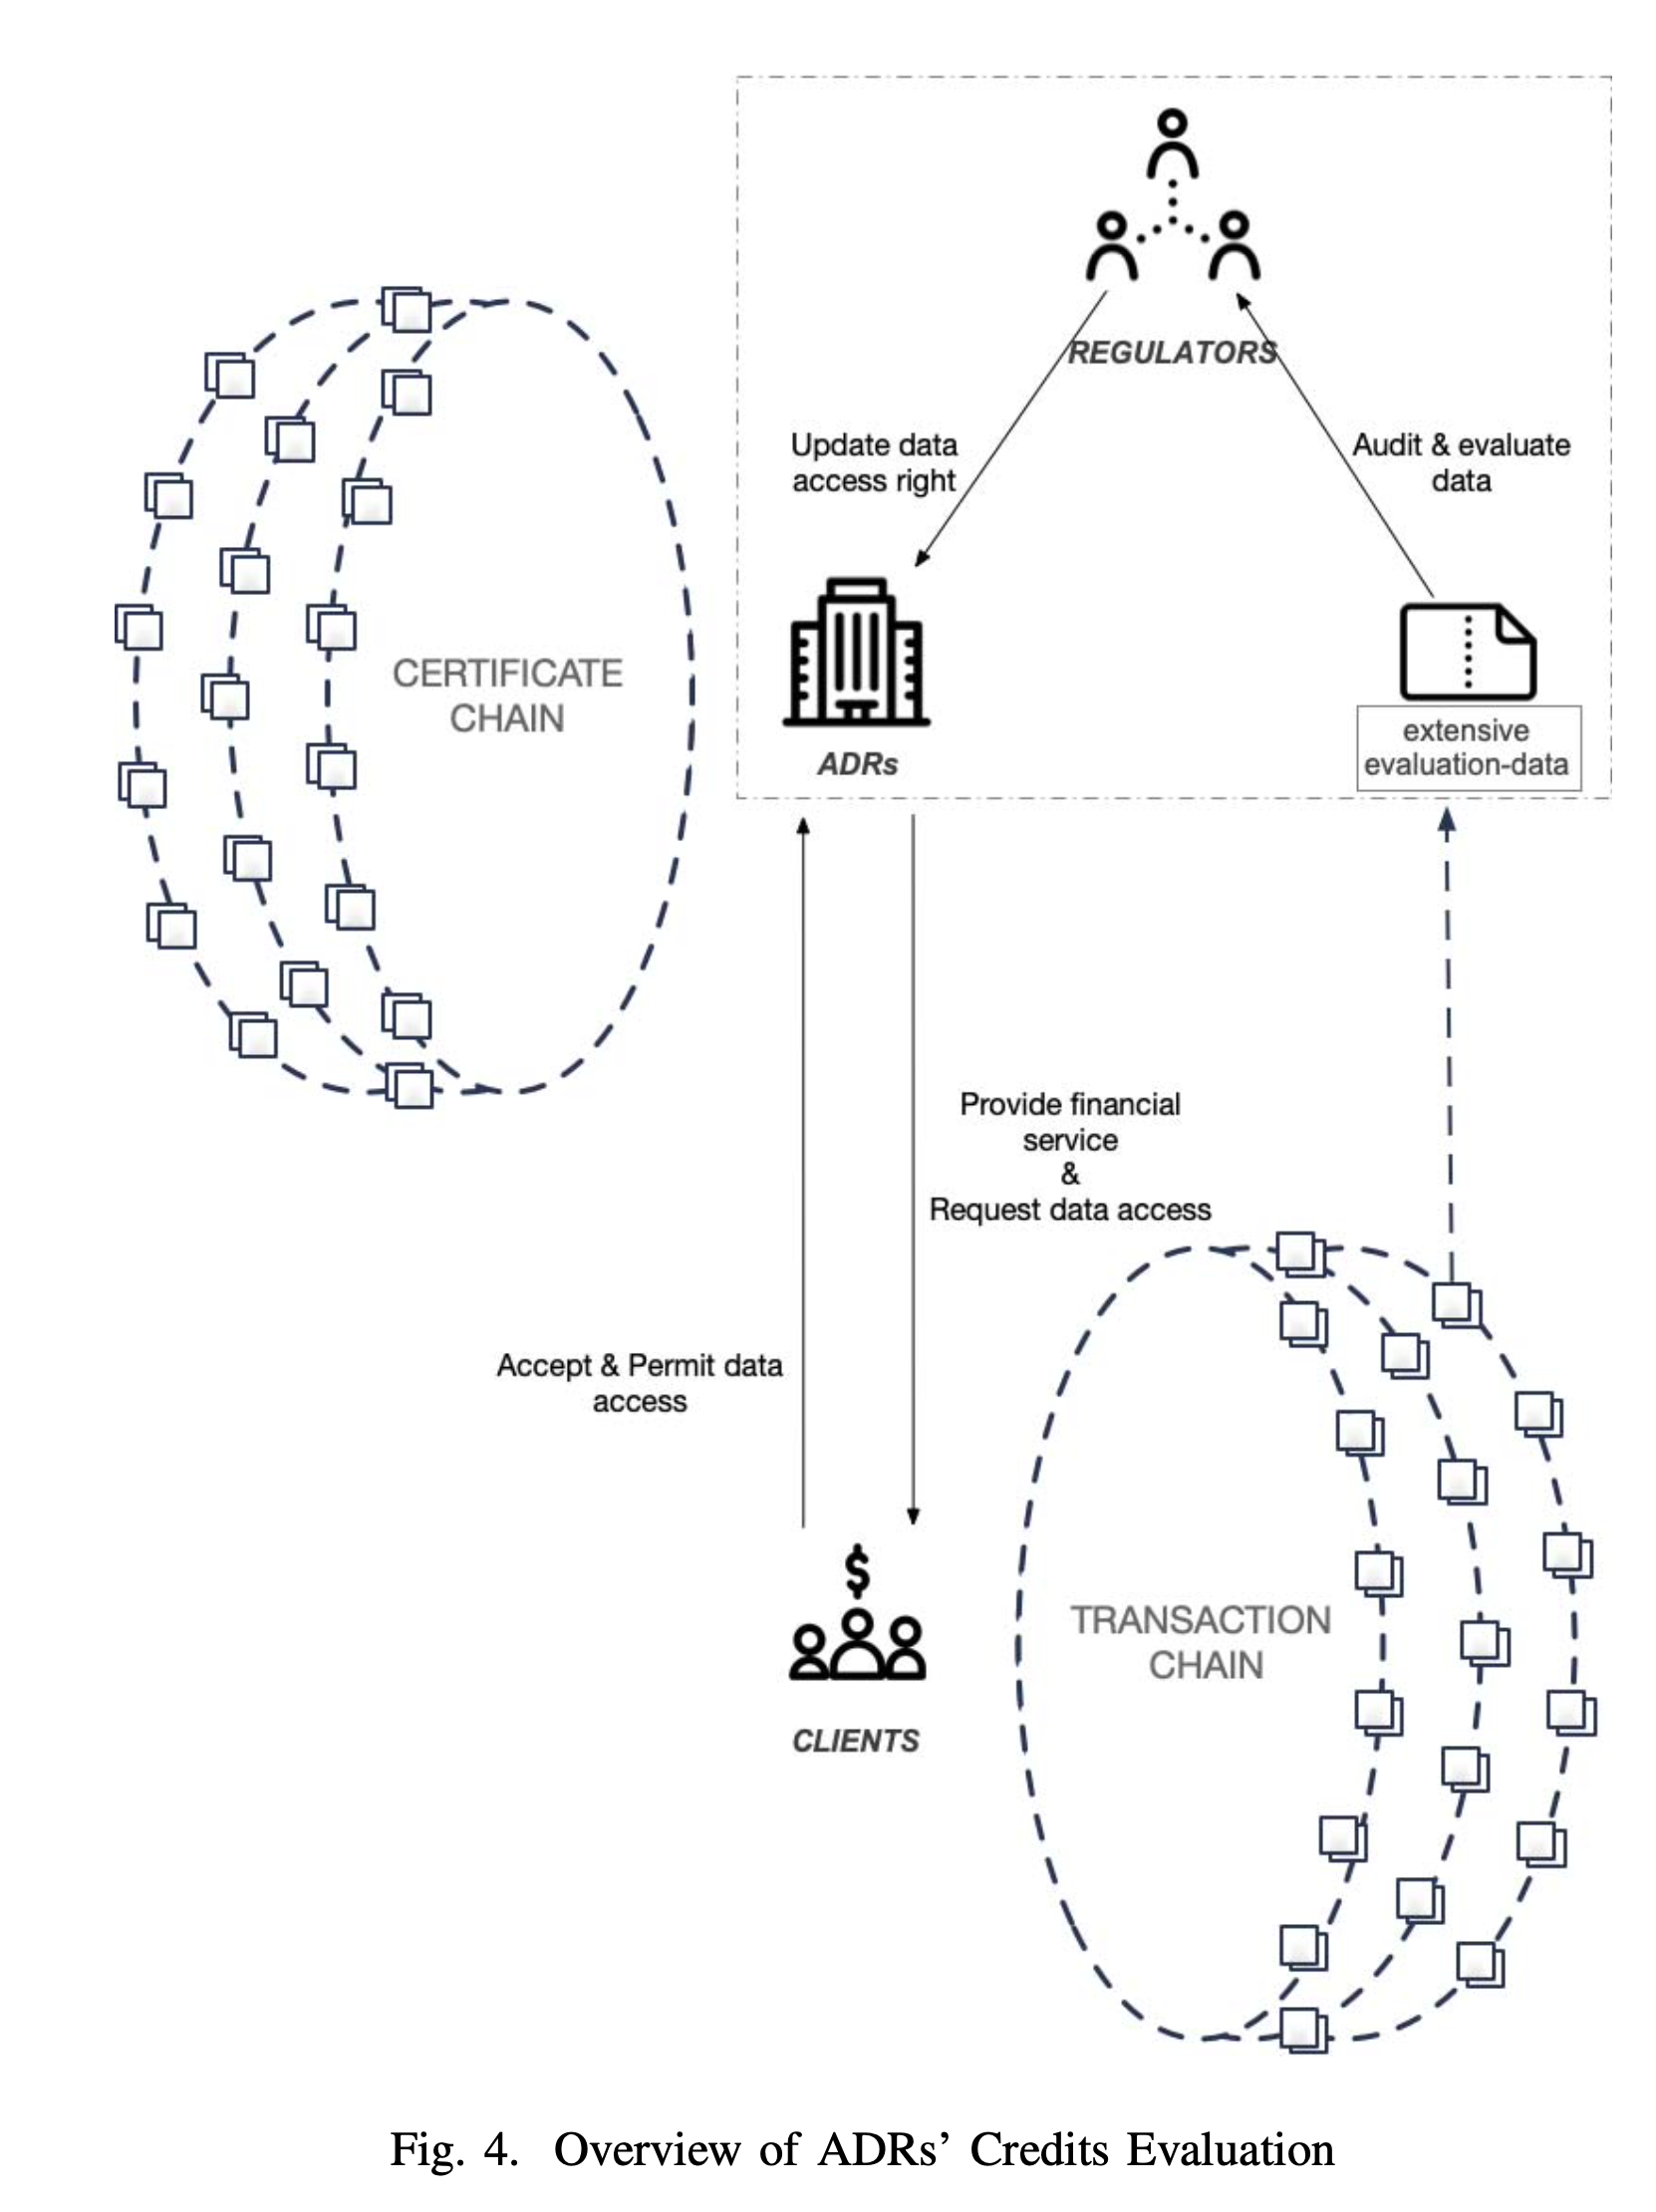 REGULATORS
Update data
access right
Audit & evaluate
data
CERTIFICATE
CHAIN
ADRs
extensive
evaluation-data
Provide financial
service
&
Request data access
Accept & Permit data
access
$
TRANSACTION
CHAIN
CLIENTS
Fig. 4. Overview of ADRs’ Credits Evaluation